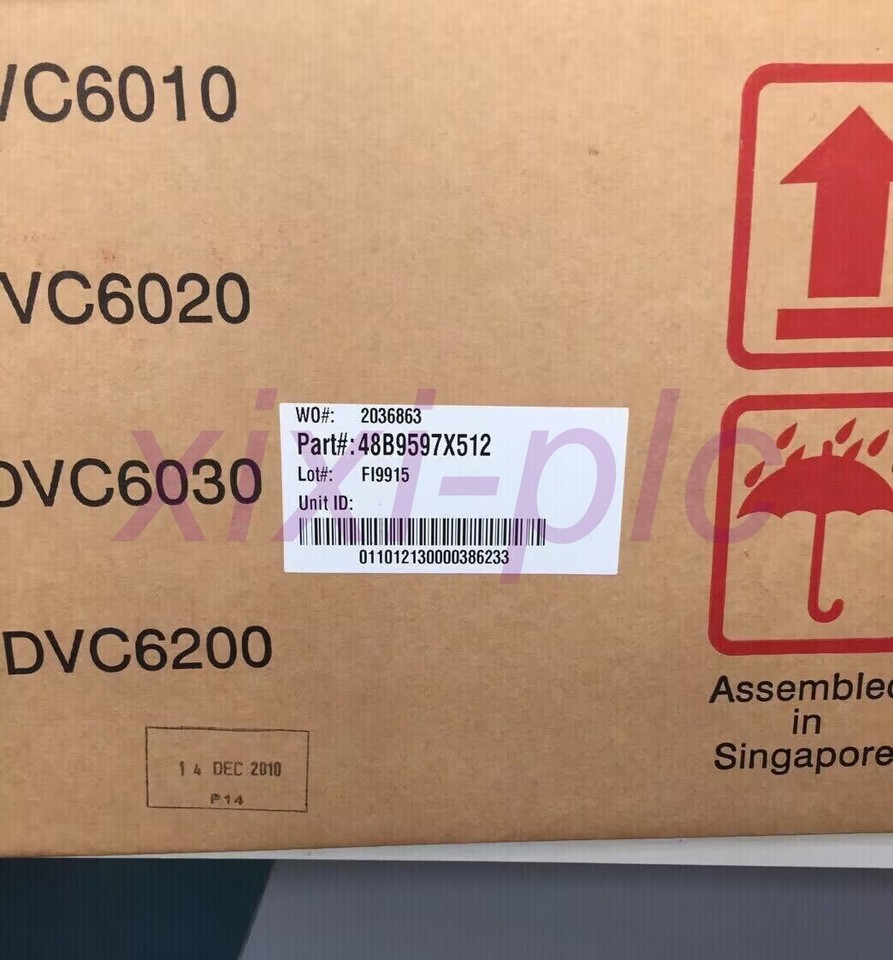 VC6010
VC6020
DVC6030
DVC6200
WO#: 2036863
Part#: 48B9597X512
Lot#: FI9915
Unit ID:
011012130000386233
xixi-plc
Assembled
in
Singapore
14 DEC 2010
P14